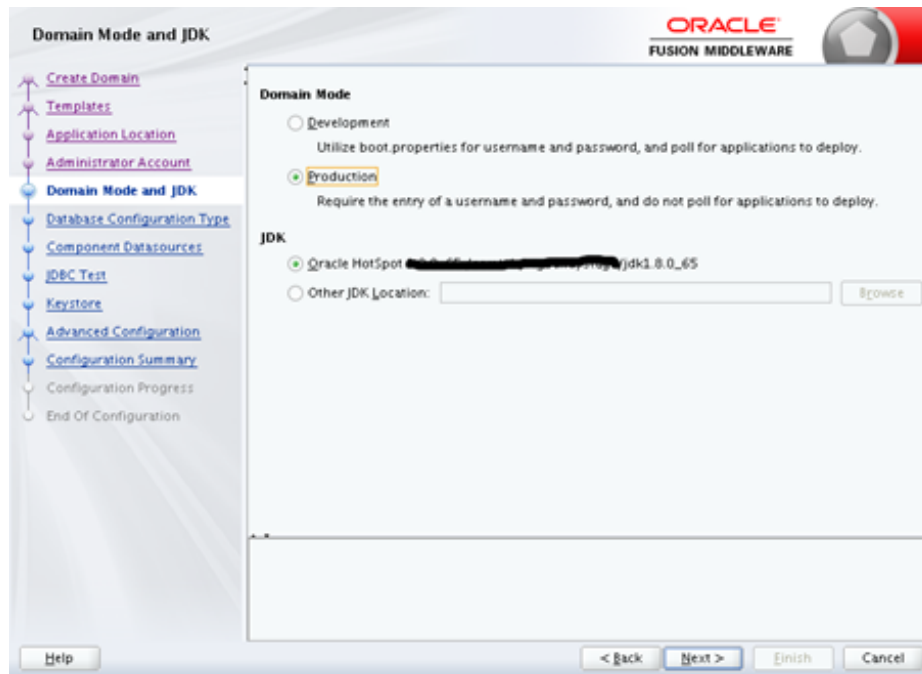 Domain Mode and JDK
ORACLE
FUSION MIDDLEWARE
Create Domain
Templates
Application Location
Administrator Account
Domain Mode and JDK
Database Configuration Type
Component Datasources
JDBC Test
Keystore
Advanced Configuration
Configuration Summary
Configuration Progress
End Of Configuration
Domain Mode
Development
Utilize boot.properties for username and password, and poll for applications to deploy.
Production
Require the entry of a username and password, and do not poll for applications to deploy.
JDK
Oracle HotSpot /jdk1.8.0_65
Other JDK Location:
Browse
Help
< Back
Next >
Finish
Cancel